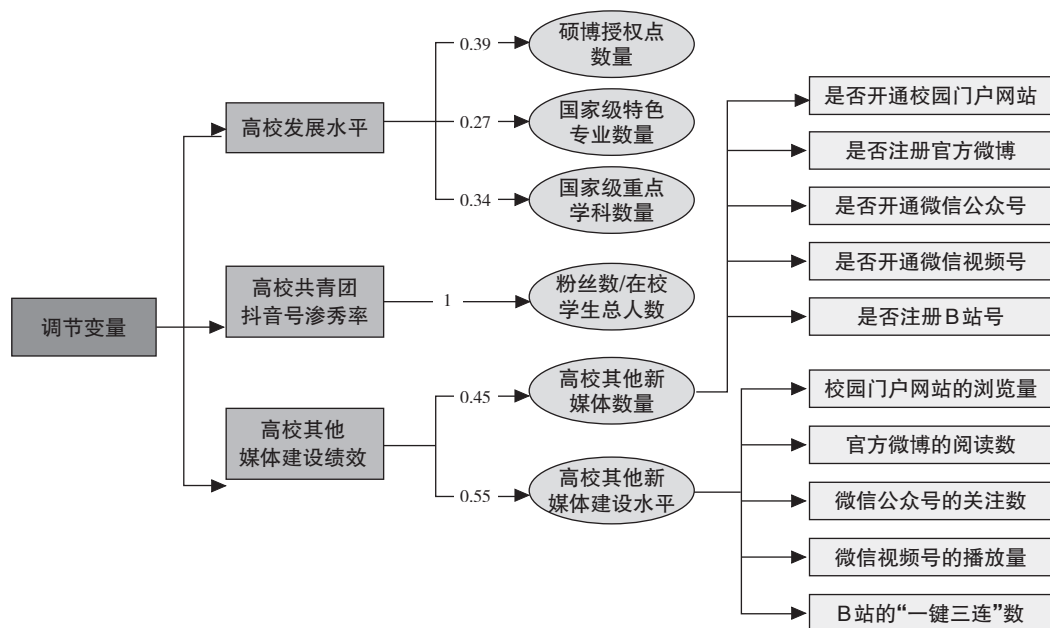 调节变量
高校发展水平
高校共青团
抖音号渗秀率
高校其他
媒体建设绩效
0.39
0.27
0.34
1
0.45
0.55
硕博授权点
数量
国家级特色
专业数量
国家级重点
学科数量
粉丝数/在校
学生总人数
高校其他新
媒体数量
高校其他新
媒体建设水平
是否开通校园门户网站
是否注册官方微博
是否开通微信公众号
是否开通微信视频号
是否注册B站号
校园门户网站的浏览量
官方微博的阅读数
微信公众号的关注数
微信视频号的播放量
B站的“一键三连”数